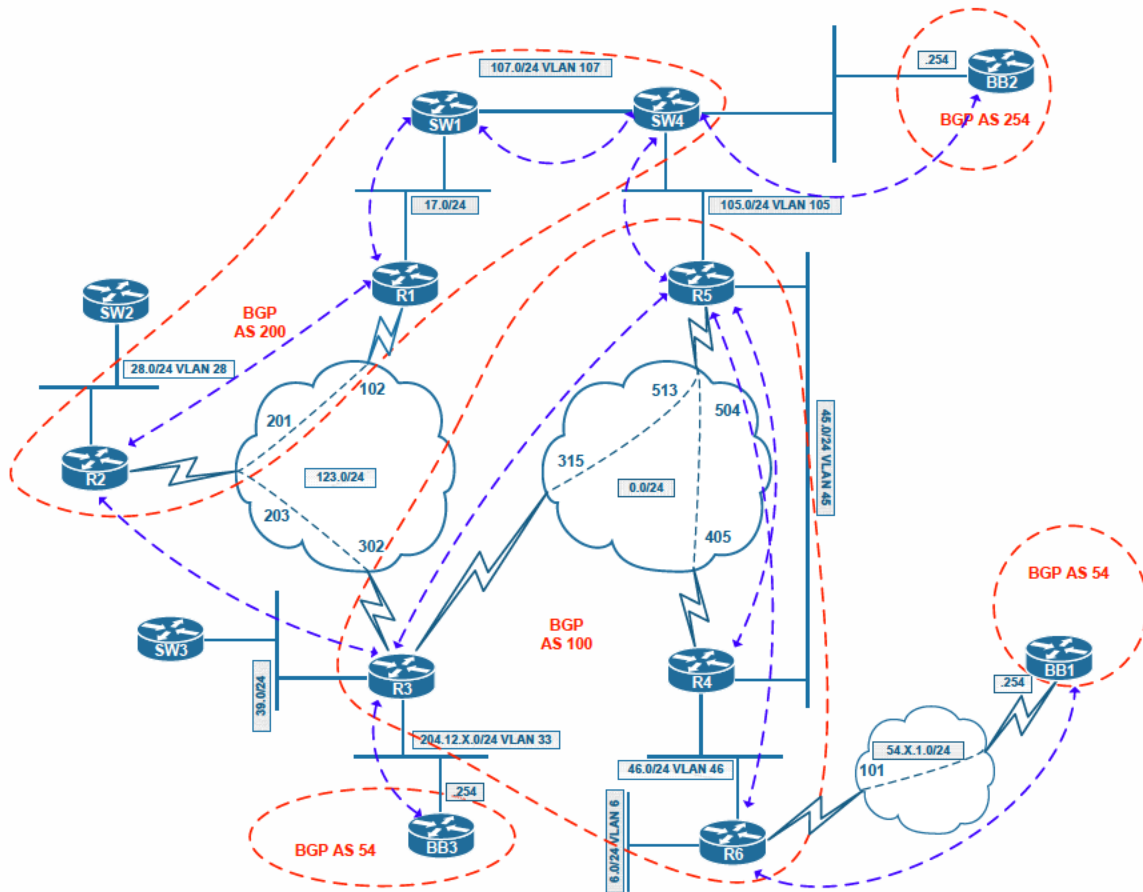 107.0/24 VLAN 107
.254
BB2
SW1
SW4
BGP AS 254
17.0/24
105.0/24 VLAN 105
SW2
R1
R5
BGP
AS 200
28.0/24 VLAN 28
102
513
504
201
R2
123.0/24
315
0.0/24
45.0/24 VLAN 45
203
302
405
BGP AS 54
SW3
BGP
AS 100
R3
R4
BB1
.254
39.0/24
204.12.X.0/24 VLAN 33
54.X.1.0/24
46.0/24 VLAN 46
101
.254
6.0/24 VLAN 6
BGP AS 54
BB3
R6